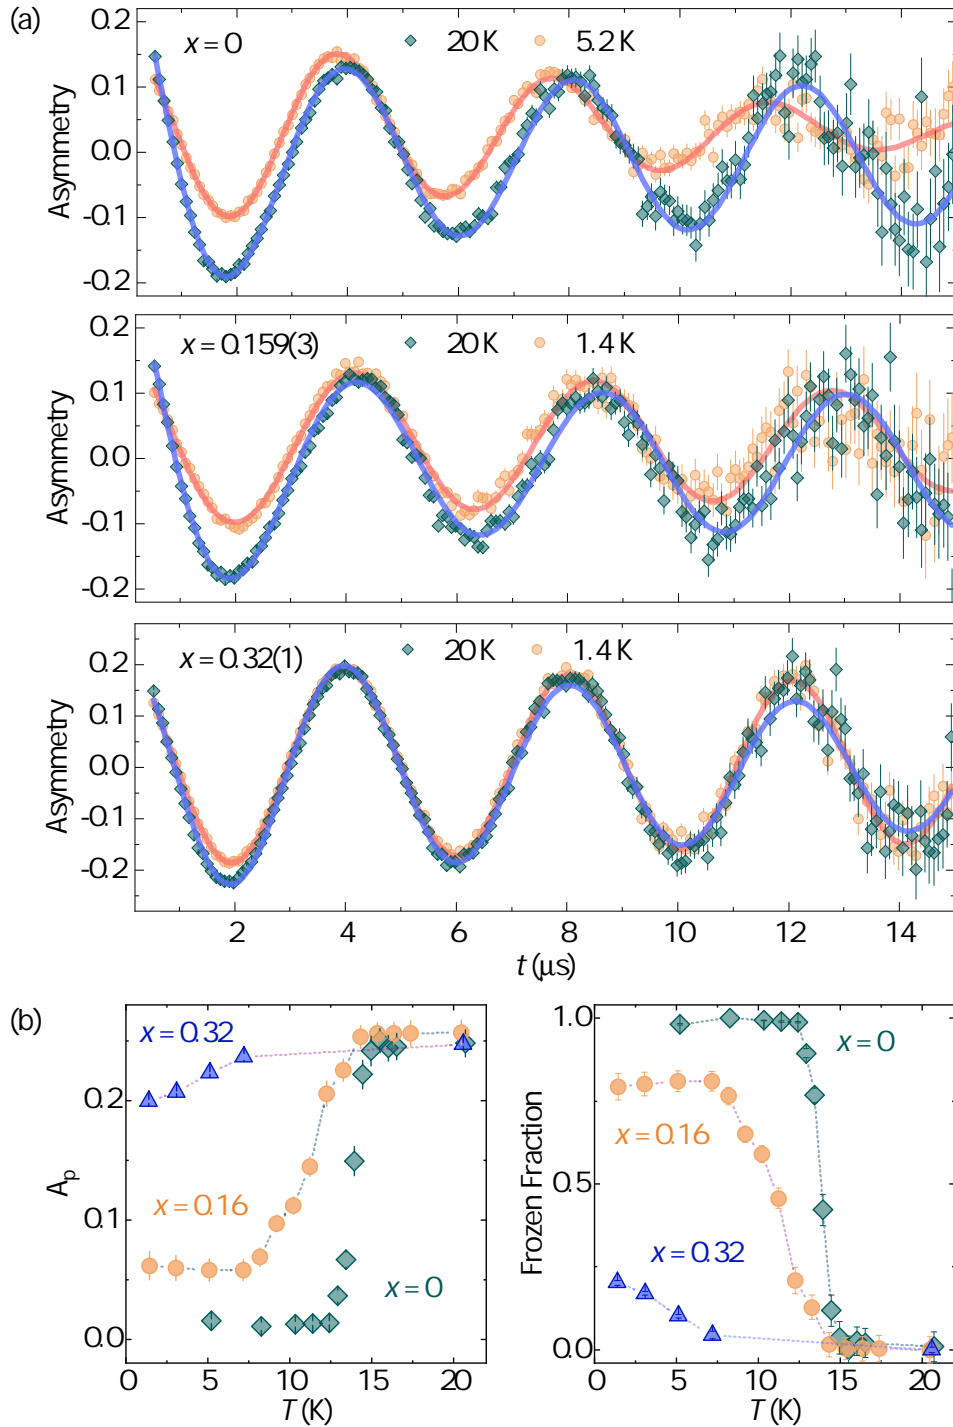 (a)
x = 0
20 K
5.2 K
0.2
0.1
0.0
-0.1
-0.2
Asymmetry
x = 0.159(3)
20 K
1.4 K
0.2
0.1
0.0
-0.1
-0.2
Asymmetry
x = 0.32(1)
20 K
1.4 K
0.2
0.1
0.0
-0.1
-0.2
Asymmetry
2 4 6 8 10 12 14
t (μs)
(b)
x = 0.32
x = 0.16
x = 0
0.2
0.1
0.0
A_p
0 5 10 15 20
T (K)
1.0
0.5
0.0
Frozen Fraction
x = 0
x = 0.16
x = 0.32
0 5 10 15 20
T (K)